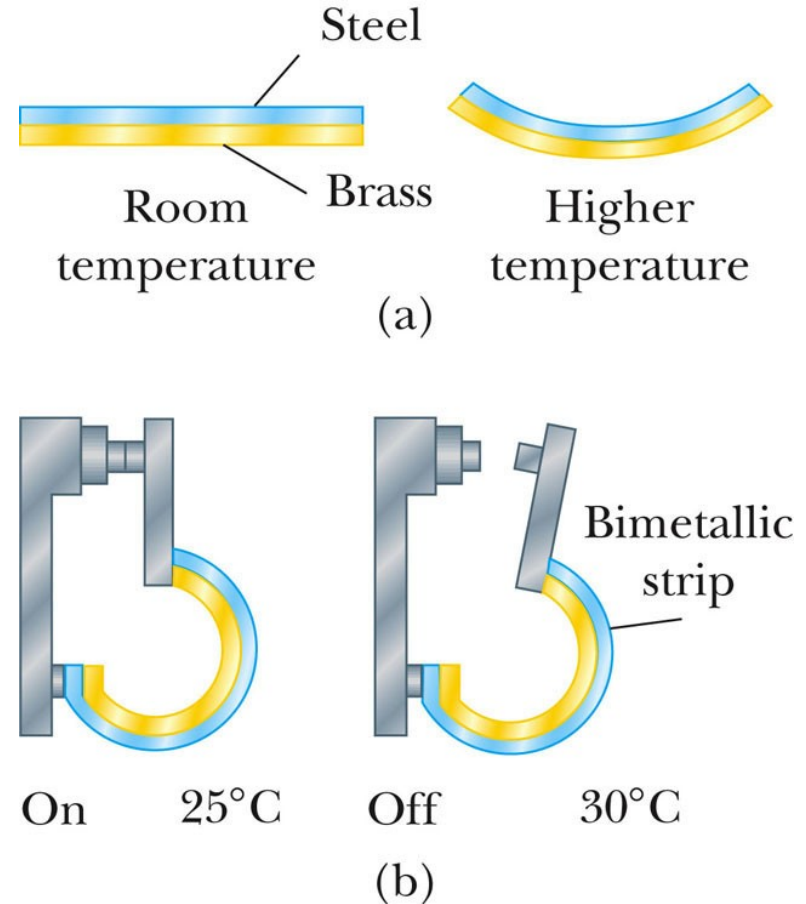 Steel
Brass
Room
temperature
Higher
temperature
(a)
Bimetallic
strip
On 25°C Off 30°C
(b)